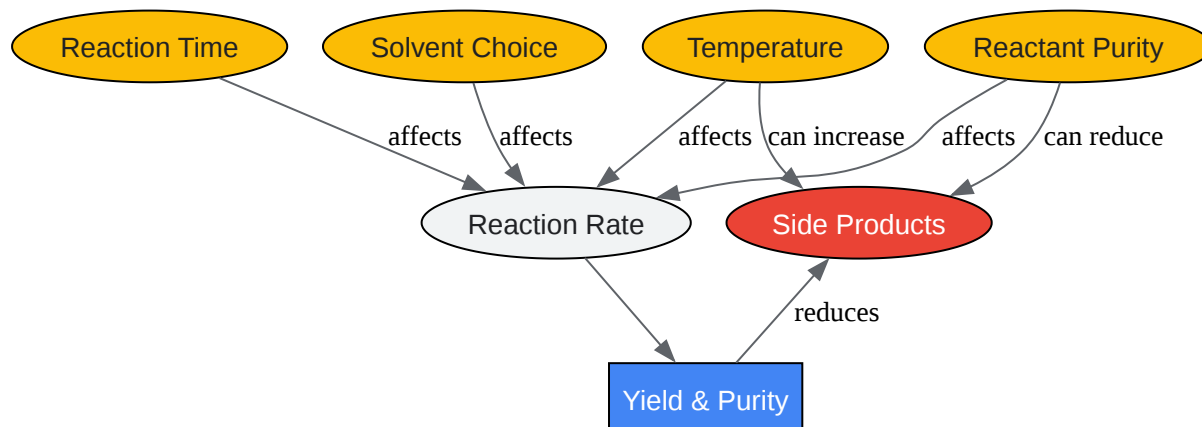 Reaction Time
Solvent Choice
Temperature
Reactant Purity
affects
affects
affects
can increase
affects
can reduce
Reaction Rate
Side Products
reduces
Yield & Purity